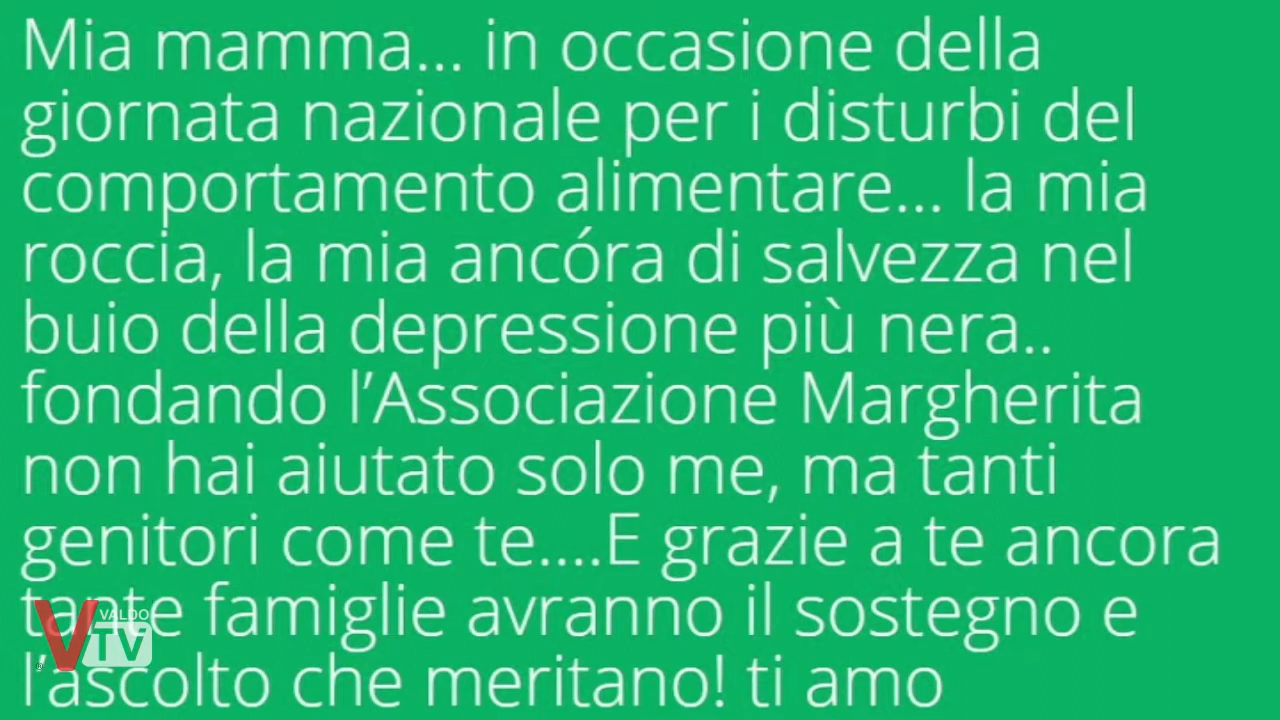 Mia mamma... in occasione della
giornata nazionale per i disturbi del
comportamento alimentare... la mia
roccia, la mia ancóra di salvezza nel
buio della depressione più nera..
fondando l’Associazione Margherita
non hai aiutato solo me, ma tanti
genitori come te....E grazie a te ancora
tante famiglie avranno il sostegno e
l’ascolto che meritano! ti amo
VALDO
VTV
®